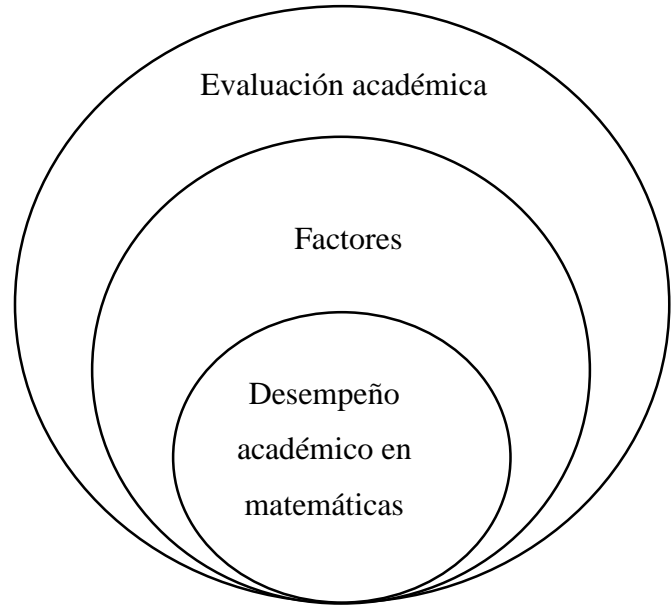 Evaluación académica
Factores
Desempeño
académico en
matemáticas